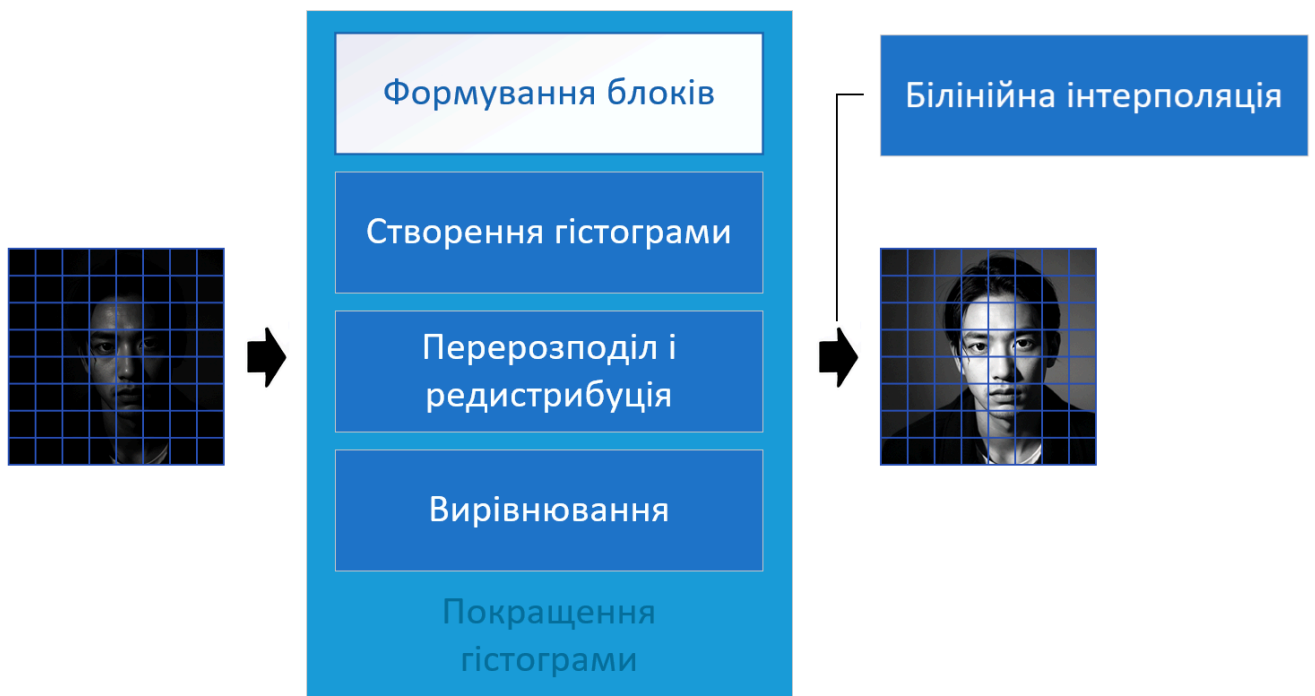 Формування блоків
Створення гістограми
Перерозподіл і
редистрибуція
Вирівнювання
Покращення
гістограми
Білінійна інтерполяція